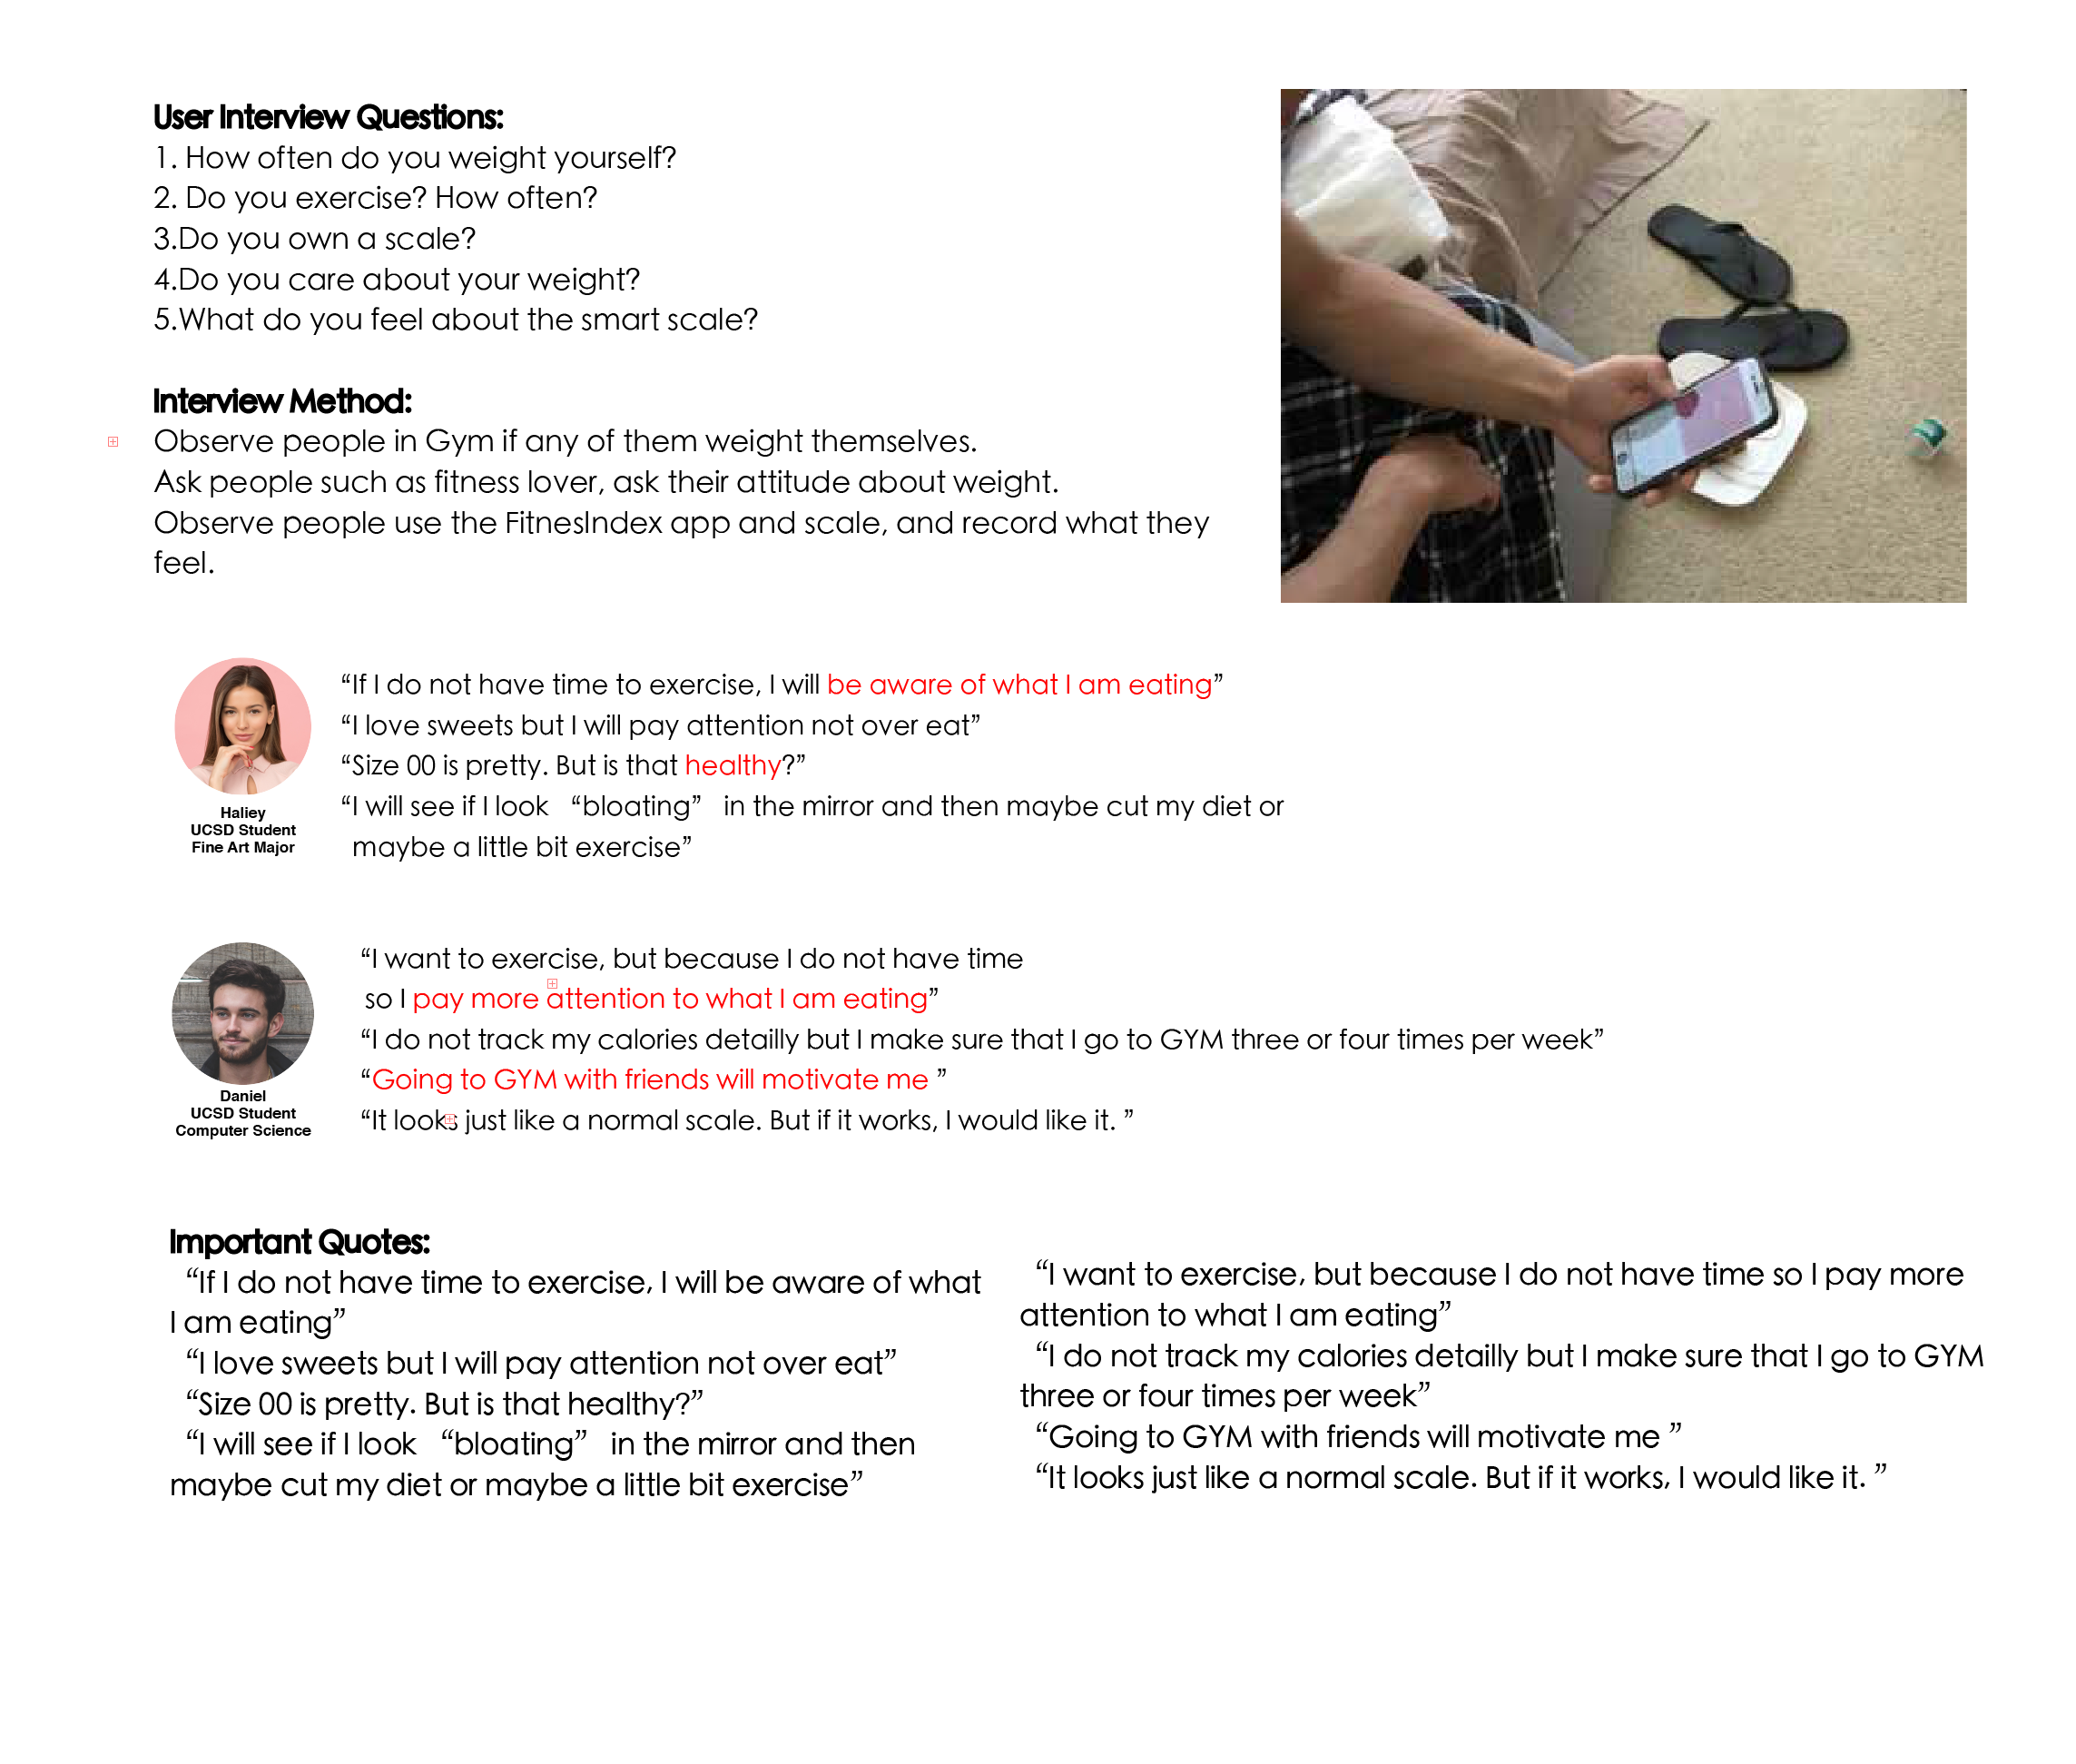 User Interview Questions:
1. How often do you weight yourself?
2. Do you exercise? How often?
3.Do you own a scale?
4.Do you care about your weight?
5.What do you feel about the smart scale?
Interview Method:
Observe people in Gym if any of them weight themselves.
Ask people such as fitness lover, ask their attitude about weight.
Observe people use the FitnesIndex app and scale, and record what they
feel.
“If I do not have time to exercise, I will be aware of what I am eating”
“I love sweets but I will pay attention not over eat”
“Size 00 is pretty. But is that healthy?”
“I will see if I look “bloating” in the mirror and then maybe cut my diet or
maybe a little bit exercise”
Haliey
UCSD Student
Fine Art Major
“I want to exercise, but because I do not have time
so I pay more attention to what I am eating”
“I do not track my calories detailly but I make sure that I go to GYM three or four times per week”
“Going to GYM with friends will motivate me ”
“It looks just like a normal scale. But if it works, I would like it. ”
Daniel
UCSD Student
Computer Science
Important Quotes:
“If I do not have time to exercise, I will be aware of what
I am eating”
“I love sweets but I will pay attention not over eat”
“Size 00 is pretty. But is that healthy?”
“I will see if I look “bloating” in the mirror and then
maybe cut my diet or maybe a little bit exercise”
“I want to exercise, but because I do not have time so I pay more
attention to what I am eating”
“I do not track my calories detailly but I make sure that I go to GYM
three or four times per week”
“Going to GYM with friends will motivate me ”
“It looks just like a normal scale. But if it works, I would like it. ”